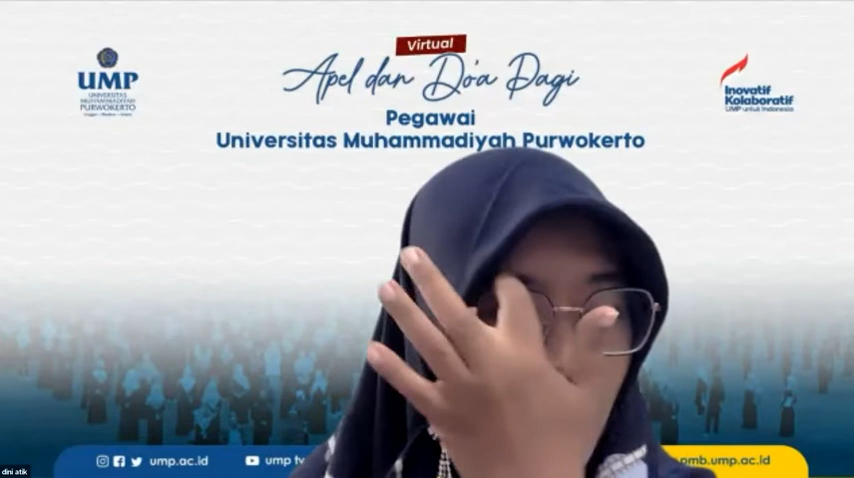 Virtual
Apel dan Do'a Pagi
Pegawai
Universitas Muhammadiyah Purwokerto
UMP
UNIVERSITAS
MUHAMMADIYAH
PURWOKERTO
Inovatif
Kolaboratif
UMP untuk Indonesia
ump.ac.id
ump tv
pmb.ump.ac.id
dini atik